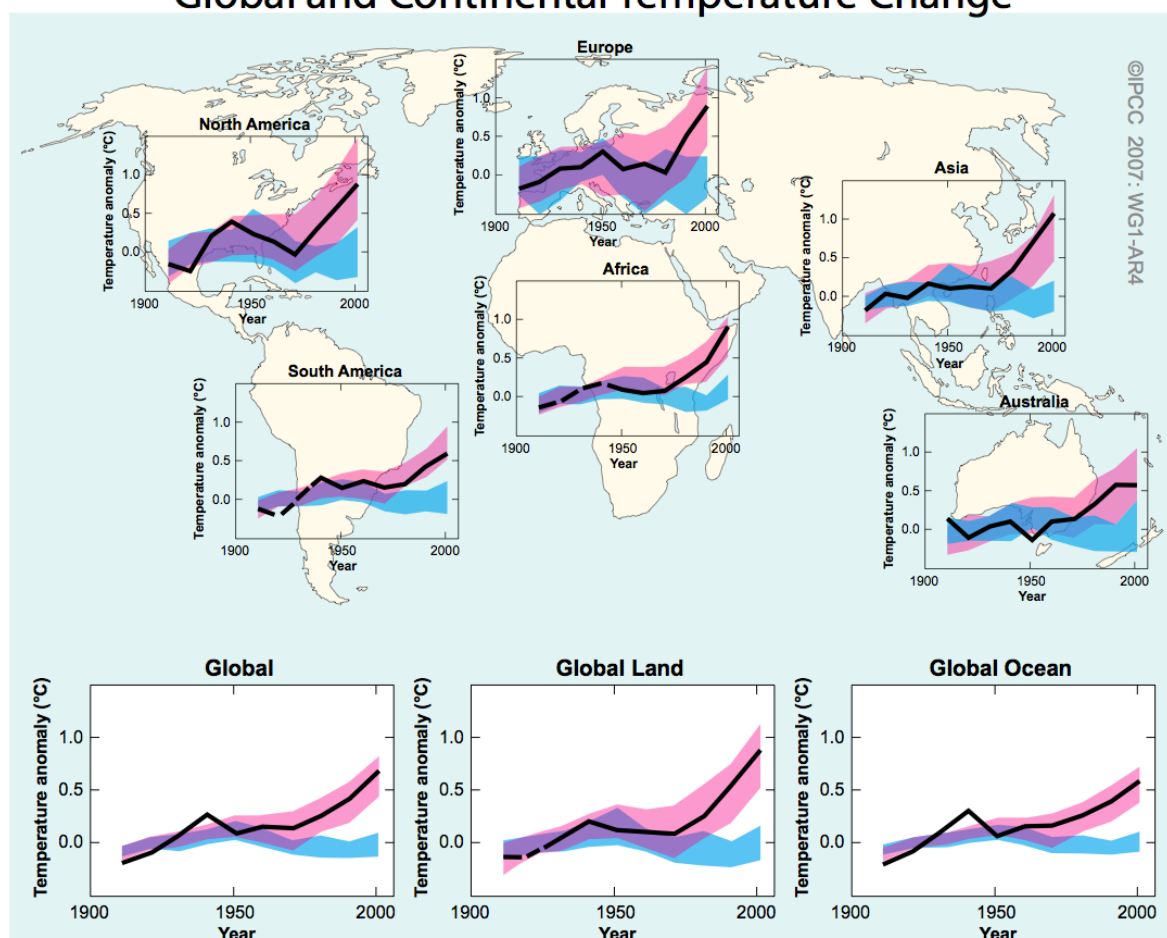 Global and Continental Temperature Change
©IPCC 2007: WG1-AR4
Europe
Temperature anomaly (°C)
1.0
0.5
0.0
1900
1950
2000
Year
North America
Temperature anomaly (°C)
1.0
0.5
0.0
1900
1950
2000
Year
Asia
Temperature anomaly (°C)
1.0
0.5
0.0
1900
1950
2000
Year
Africa
Temperature anomaly (°C)
1.0
0.5
0.0
1900
1950
2000
Year
South America
Temperature anomaly (°C)
1.0
0.5
0.0
1900
1950
2000
Year
Australia
Temperature anomaly (°C)
1.0
0.5
0.0
1900
1950
2000
Year
Global
Temperature anomaly (°C)
1.0
0.5
0.0
1900
1950
2000
Year
Global Land
Temperature anomaly (°C)
1.0
0.5
0.0
1900
1950
2000
Year
Global Ocean
Temperature anomaly (°C)
1.0
0.5
0.0
1900
1950
2000
Year